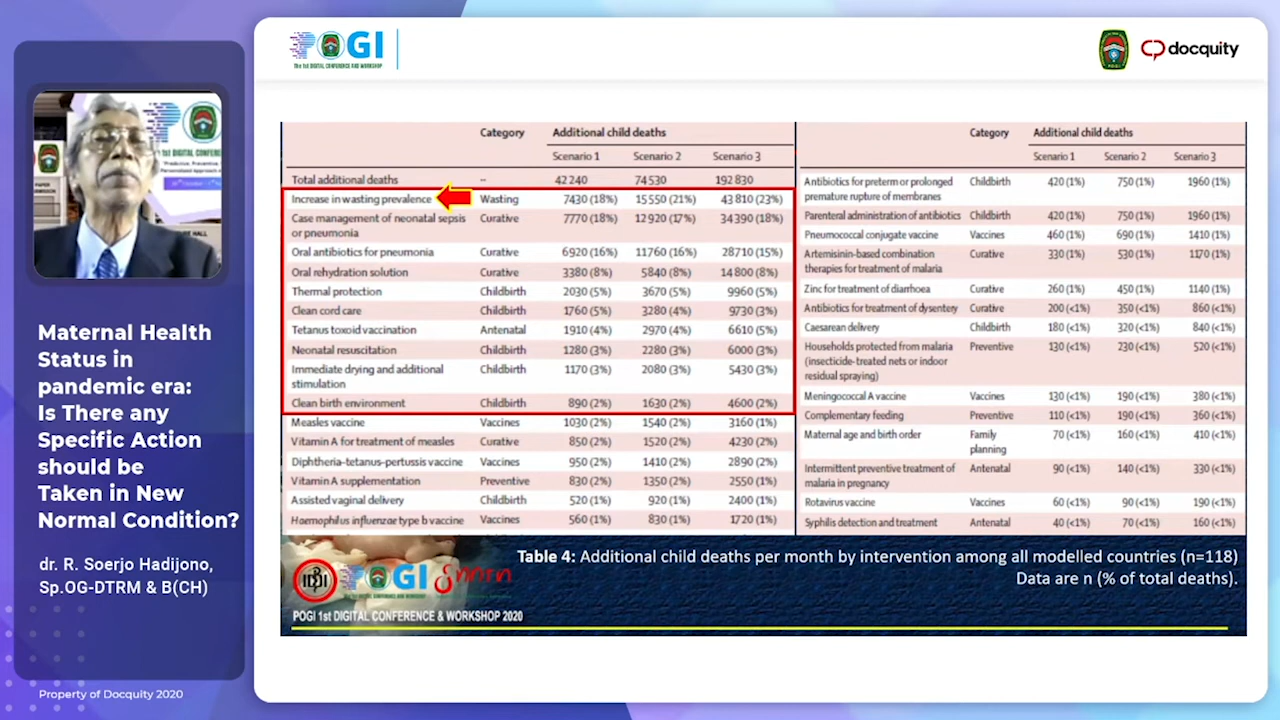 POGI
The 1st DIGITAL CONFERENCE AND WORKSHOP
POGI
docquity
1st DIGITAL CONFERE
Maternal Health
Status in
pandemic era:
Is There any
Specific Action
should be
Taken in New
Normal Condition?
dr. R. Soerjo Hadijono,
Sp.OG-DTRM & B(CH)
Property of Docquity 2020
Category Additional child deaths
Scenario 1 Scenario 2 Scenario 3
Total additional deaths -- 42 240 74 530 192 830
Increase in wasting prevalence Wasting 7430 (18%) 15 550 (21%) 43 810 (23%)
Case management of neonatal sepsis Curative 7770 (18%) 12 920 (17%) 34 390 (18%)
or pneumonia
Oral antibiotics for pneumonia Curative 6920 (16%) 11760 (16%) 28710 (15%)
Oral rehydration solution Curative 3380 (8%) 5840 (8%) 14 800 (8%)
Thermal protection Childbirth 2030 (5%) 3670 (5%) 9960 (5%)
Clean cord care Childbirth 1760 (5%) 3280 (4%) 9730 (3%)
Tetanus toxoid vaccination Antenatal 1910 (4%) 2970 (4%) 6610 (5%)
Neonatal resuscitation Childbirth 1280 (3%) 2280 (3%) 6000 (3%)
Immediate drying and additional Childbirth 1170 (3%) 2080 (3%) 5430 (3%)
stimulation
Clean birth environment Childbirth 890 (2%) 1630 (2%) 4600 (2%)
Measles vaccine Vaccines 1030 (2%) 1540 (2%) 3160 (1%)
Vitamin A for treatment of measles Curative 850 (2%) 1520 (2%) 4230 (2%)
Diphtheria-tetanus-pertussis vaccine Vaccines 950 (2%) 1410 (2%) 2890 (2%)
Vitamin A supplementation Preventive 830 (2%) 1350 (2%) 2550 (1%)
Assisted vaginal delivery Childbirth 520 (1%) 920 (1%) 2400 (1%)
Haemophilus influenzae type b vaccine Vaccines 560 (1%) 830 (1%) 1720 (1%)
Category Additional child deaths
Scenario 1 Scenario 2 Scenario 3
Antibiotics for preterm or prolonged Childbirth 420 (1%) 750 (1%) 1960 (1%)
premature rupture of membranes
Parenteral administration of antibiotics Childbirth 420 (1%) 750 (1%) 1960 (1%)
Pneumococcal conjugate vaccine Vaccines 460 (1%) 690 (1%) 1410 (1%)
Artemisinin-based combination Curative 330 (1%) 530 (1%) 1170 (1%)
therapies for treatment of malaria
Zinc for treatment of diarrhoea Curative 260 (1%) 450 (1%) 1140 (1%)
Antibiotics for treatment of dysentery Curative 200 (<1%) 350 (<1%) 860 (<1%)
Caesarean delivery Childbirth 180 (<1%) 320 (<1%) 840 (<1%)
Households protected from malaria Preventive 130 (<1%) 230 (<1%) 520 (<1%)
(insecticide-treated nets or indoor
residual spraying)
Meningococcal A vaccine Vaccines 130 (<1%) 190 (<1%) 380 (<1%)
Complementary feeding Preventive 110 (<1%) 190 (<1%) 360 (<1%)
Maternal age and birth order Family 70 (<1%) 160 (<1%) 410 (<1%)
planning
Intermittent preventive treatment of Antenatal 90 (<1%) 140 (<1%) 330 (<1%)
malaria in pregnancy
Rotavirus vaccine Vaccines 60 (<1%) 90 (<1%) 190 (<1%)
Syphilis detection and treatment Antenatal 40 (<1%) 70 (<1%) 160 (<1%)
Table 4: Additional child deaths per month by intervention among all modelled countries (n=118)
Data are n (% of total deaths).
POGI
POGI 1st DIGITAL CONFERENCE & WORKSHOP 2020